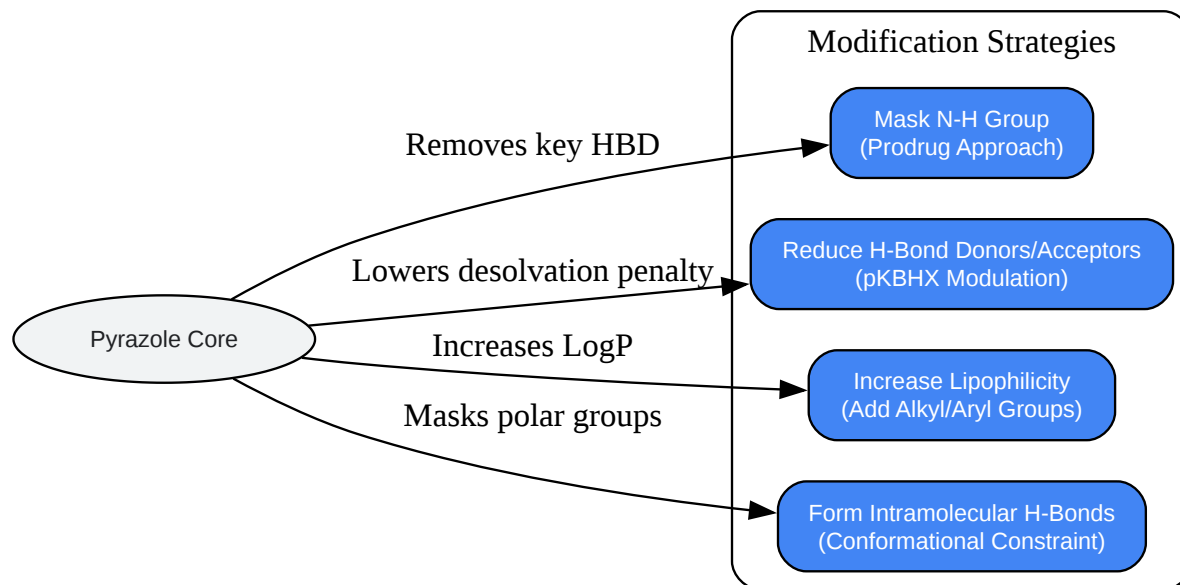 Modification Strategies
Mask N-H Group
(Prodrug Approach)
Removes key HBD
Reduce H-Bond Donors/Acceptors
(pKBHX Modulation)
Lowers desolvation penalty
Pyrazole Core
Increases LogP
Increase Lipophilicity
(Add Alkyl/Aryl Groups)
Masks polar groups
Form Intramolecular H-Bonds
(Conformational Constraint)